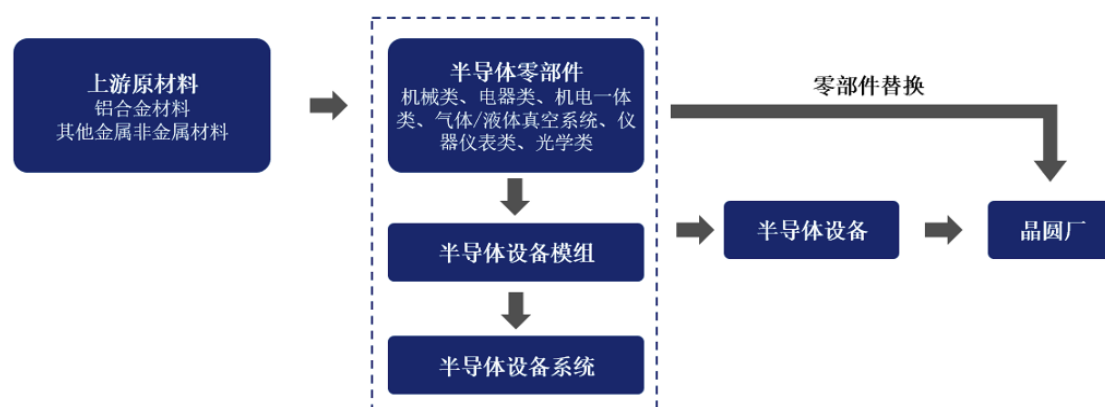 上游原材料
铝合金材料
其他金属非金属材料
半导体零部件
机械类、电器类、机电一体
类、气体/液体真空系统、仪
器仪表类、光学类
零部件替换
半导体设备模组
半导体设备
晶圆厂
半导体设备系统